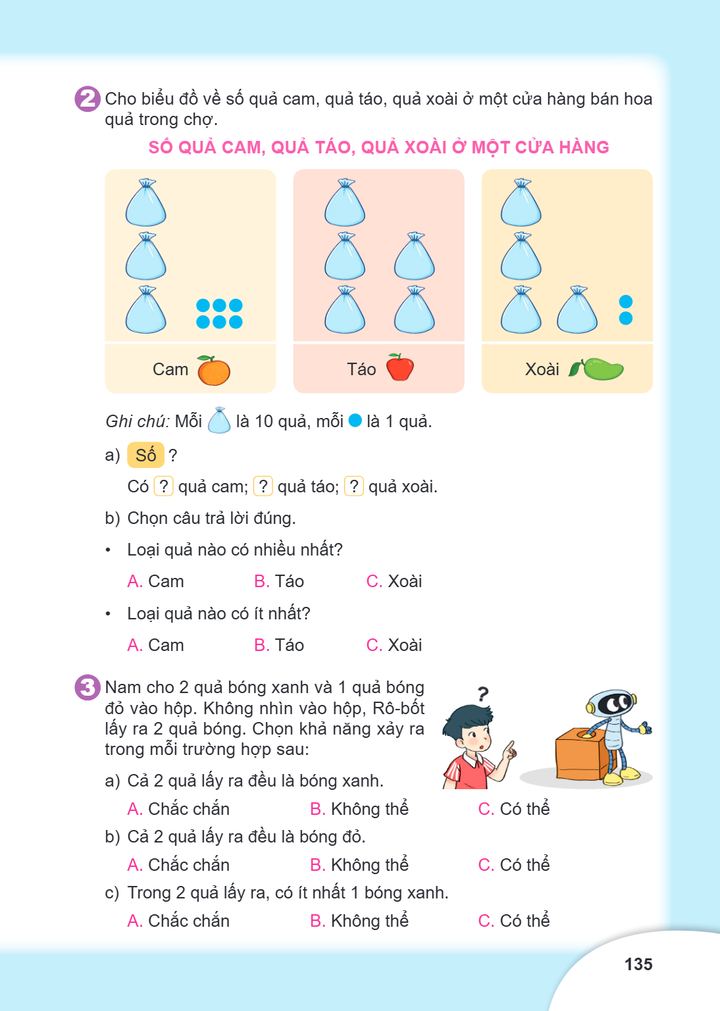 2 Cho biểu đồ về số quả cam, quả táo, quả xoài ở một cửa hàng bán hoa
quả trong chợ.
SỐ QUẢ CAM, QUẢ TÁO, QUẢ XOÀI Ở MỘT CỬA HÀNG
Cam Táo Xoài
Ghi chú: Mỗi là 10 quả, mỗi là 1 quả.
a) Số ?
Có ? quả cam; ? quả táo; ? quả xoài.
b) Chọn câu trả lời đúng.
• Loại quả nào có nhiều nhất?
A. Cam B. Táo C. Xoài
• Loại quả nào có ít nhất?
A. Cam B. Táo C. Xoài
3 Nam cho 2 quả bóng xanh và 1 quả bóng
đỏ vào hộp. Không nhìn vào hộp, Rô-bốt
lấy ra 2 quả bóng. Chọn khả năng xảy ra
trong mỗi trường hợp sau:
?
a) Cả 2 quả lấy ra đều là bóng xanh.
A. Chắc chắn B. Không thể C. Có thể
b) Cả 2 quả lấy ra đều là bóng đỏ.
A. Chắc chắn B. Không thể C. Có thể
c) Trong 2 quả lấy ra, có ít nhất 1 bóng xanh.
A. Chắc chắn B. Không thể C. Có thể
135